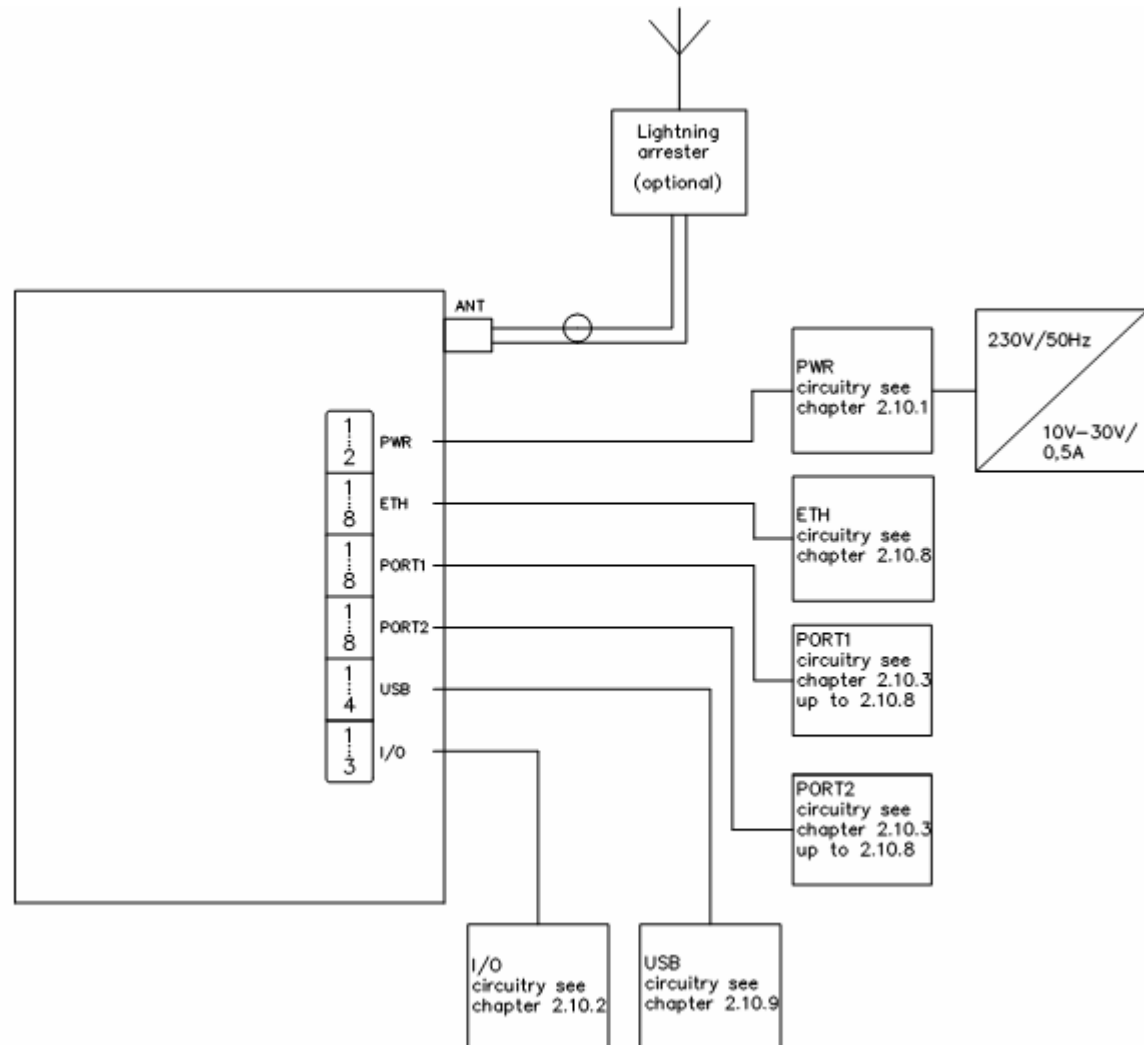 Lightning
arrester
(optional)
ANT
230V/50Hz
10V-30V/
0,5A
PWR
circuitry see
chapter 2.10.1
1
2
PWR
1
8
ETH
ETH
circuitry see
chapter 2.10.8
1
8
PORT1
PORT1
circuitry see
chapter 2.10.3
up to 2.10.8
1
8
PORT2
1
4
USB
1
3
I/O
PORT2
circuitry see
chapter 2.10.3
up to 2.10.8
I/O
circuitry see
chapter 2.10.2
USB
circuitry see
chapter 2.10.9